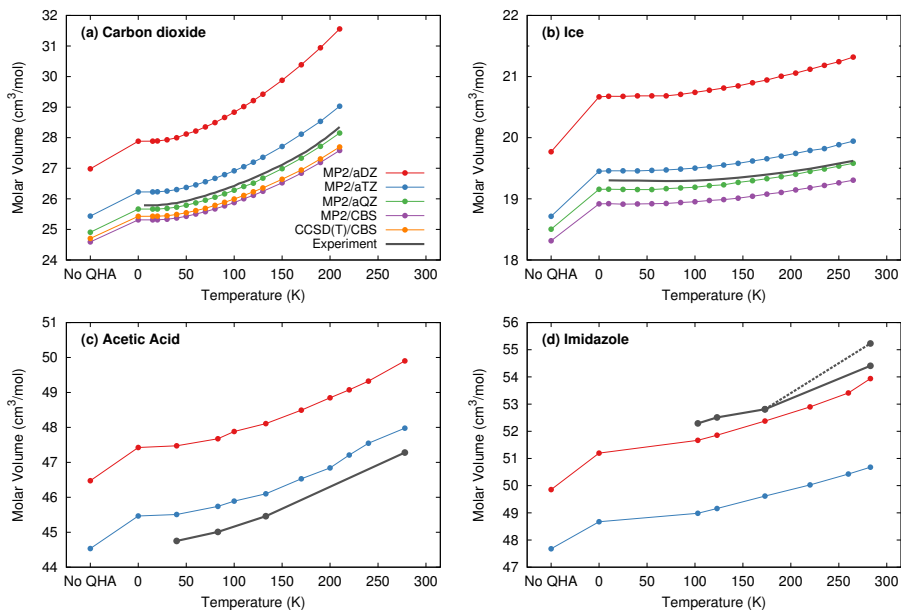 (a) Carbon dioxide
Molar Volume (cm³/mol)
32
31
30
29
28
27
26
25
24
No QHA 0 50 100 150 200 250 300
Temperature (K)
MP2/aDZ
MP2/aTZ
MP2/aQZ
MP2/CBS
CCSD(T)/CBS
Experiment
(b) Ice
Molar Volume (cm³/mol)
22
21
20
19
18
No QHA 0 50 100 150 200 250 300
Temperature (K)
(c) Acetic Acid
Molar Volume (cm³/mol)
51
50
49
48
47
46
45
44
No QHA 0 50 100 150 200 250 300
Temperature (K)
(d) Imidazole
Molar Volume (cm³/mol)
56
55
54
53
52
51
50
49
48
47
No QHA 0 50 100 150 200 250 300
Temperature (K)